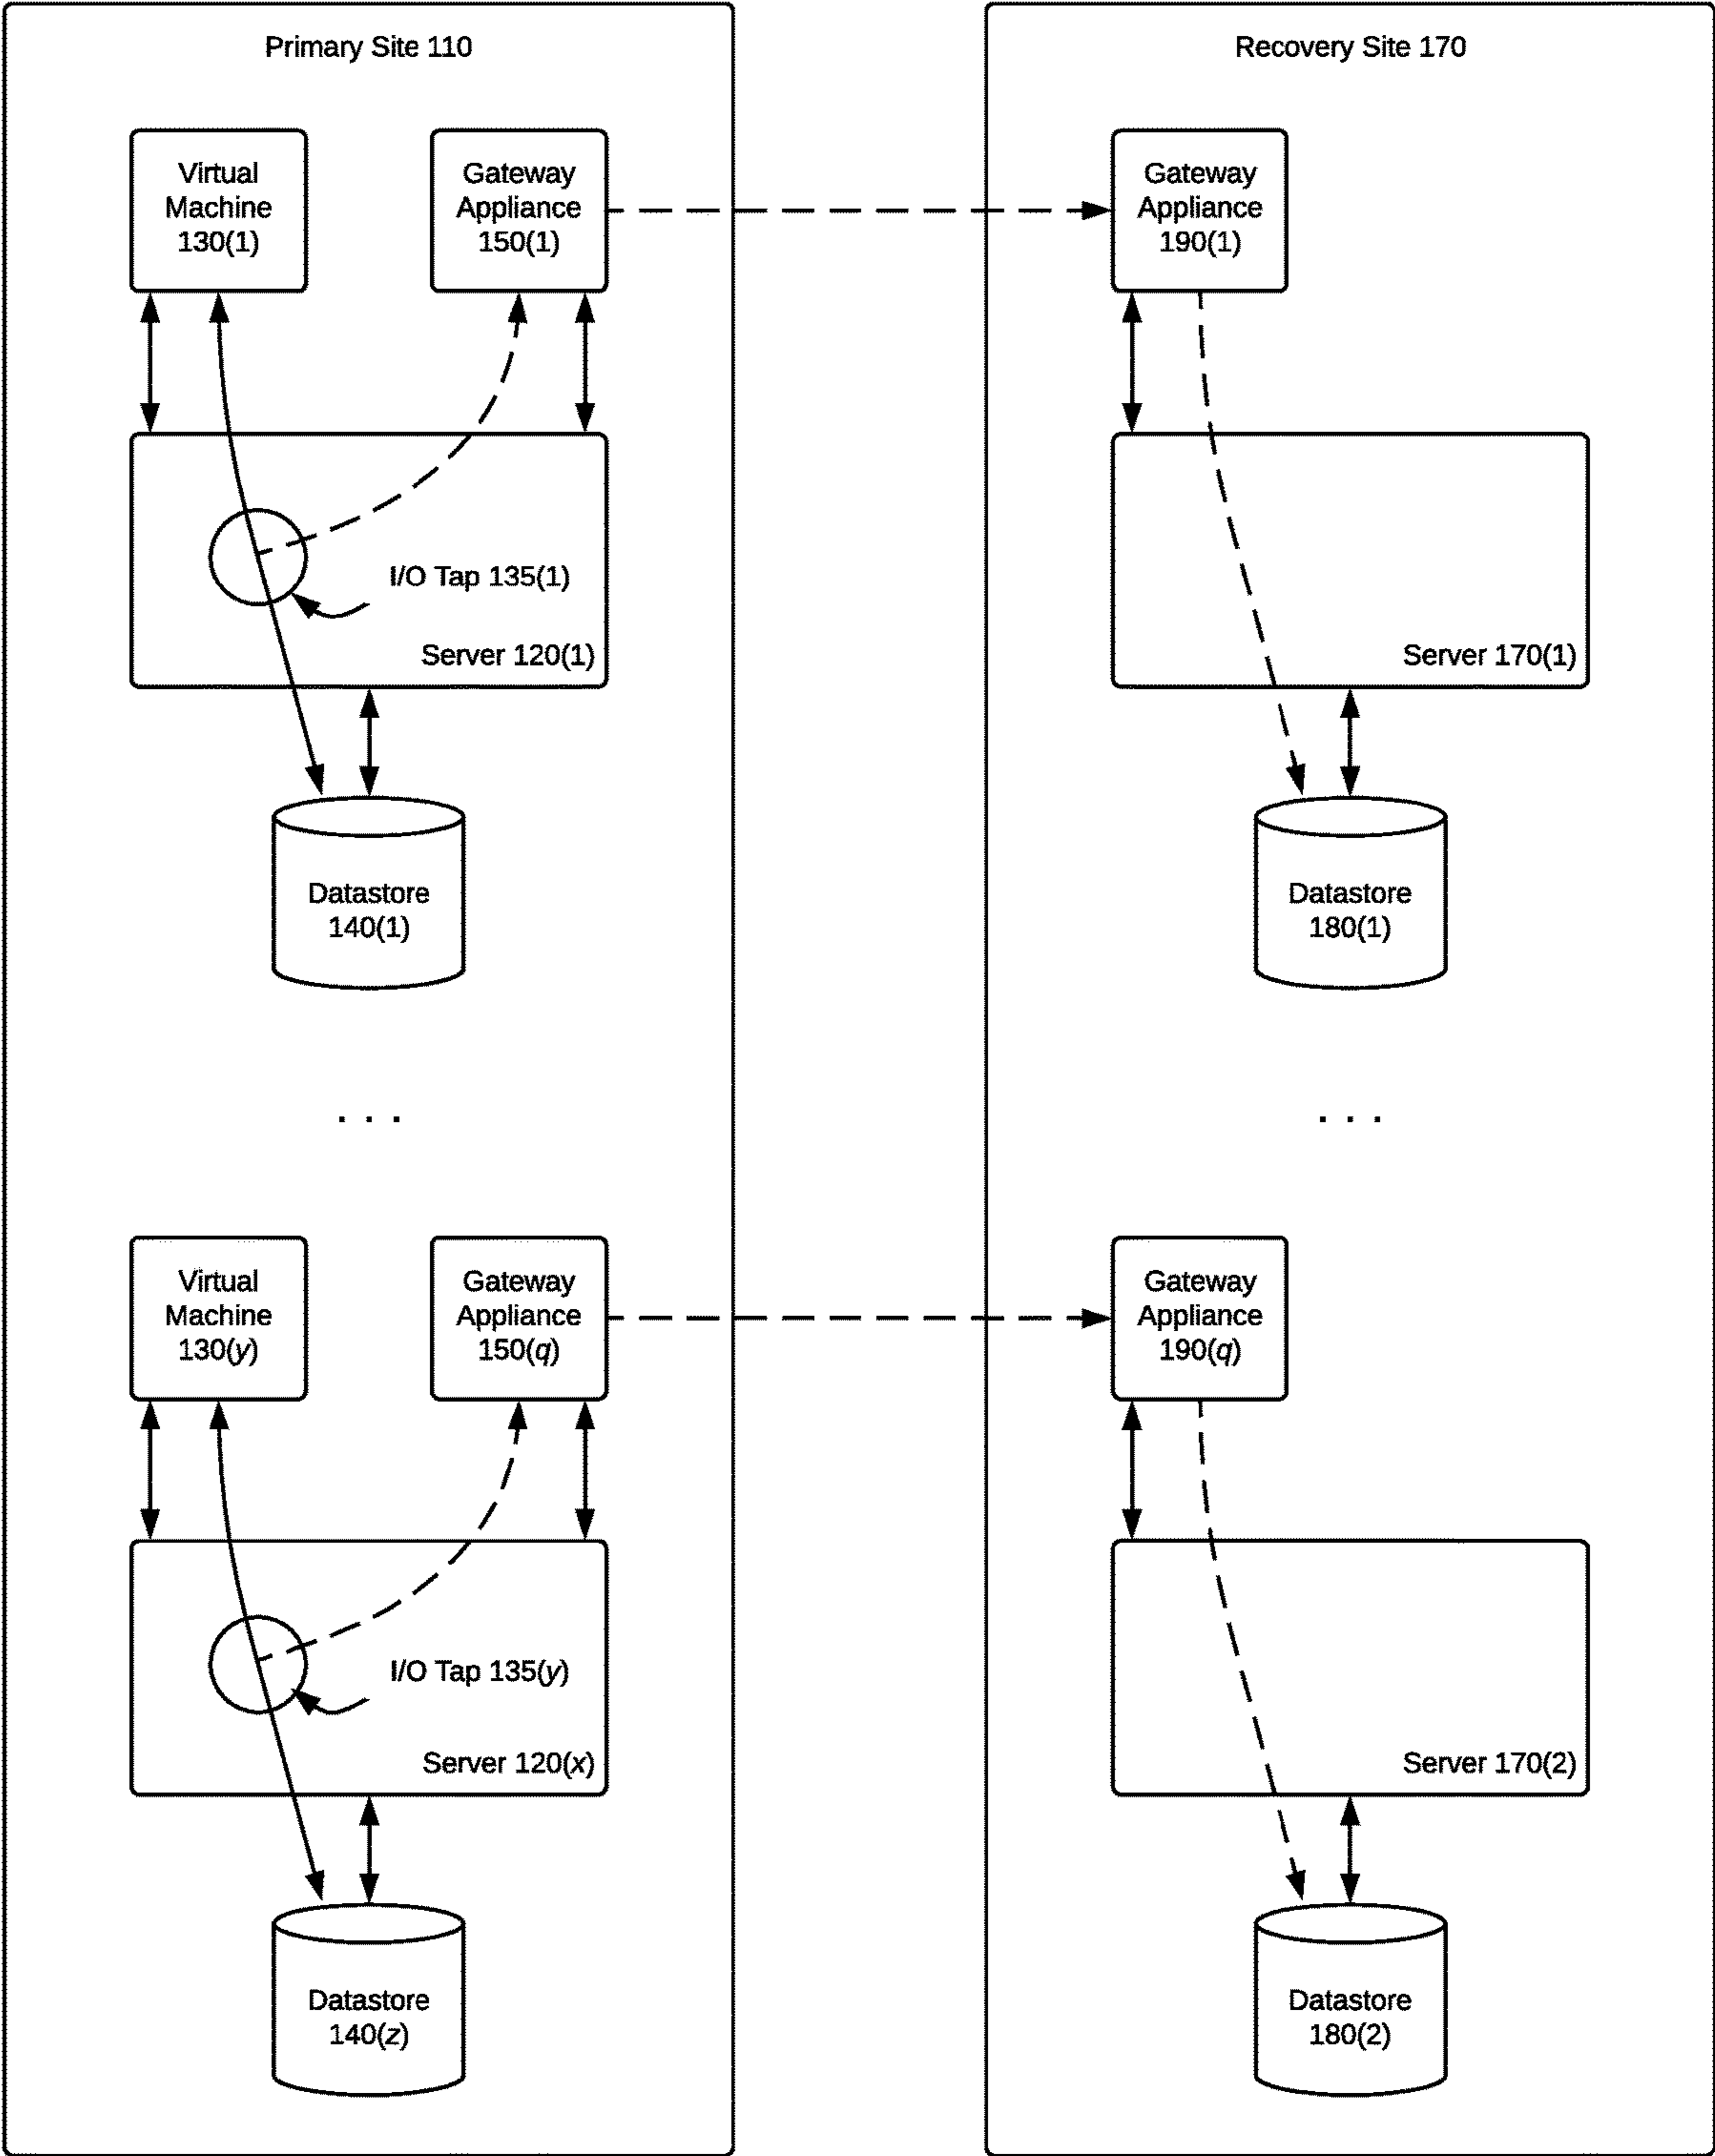 Primary Site 110
Recovery Site 170
Virtual
Machine
130(1)
Gateway
Appliance
150(1)
Gateway
Appliance
190(1)
I/O Tap 135(1)
Server 120(1)
Server 170(1)
Datastore
140(1)
Datastore
180(1)
. . .
. . .
Virtual
Machine
130(y)
Gateway
Appliance
150(q)
Gateway
Appliance
190(q)
I/O Tap 135(y)
Server 120(x)
Server 170(2)
Datastore
140(z)
Datastore
180(2)